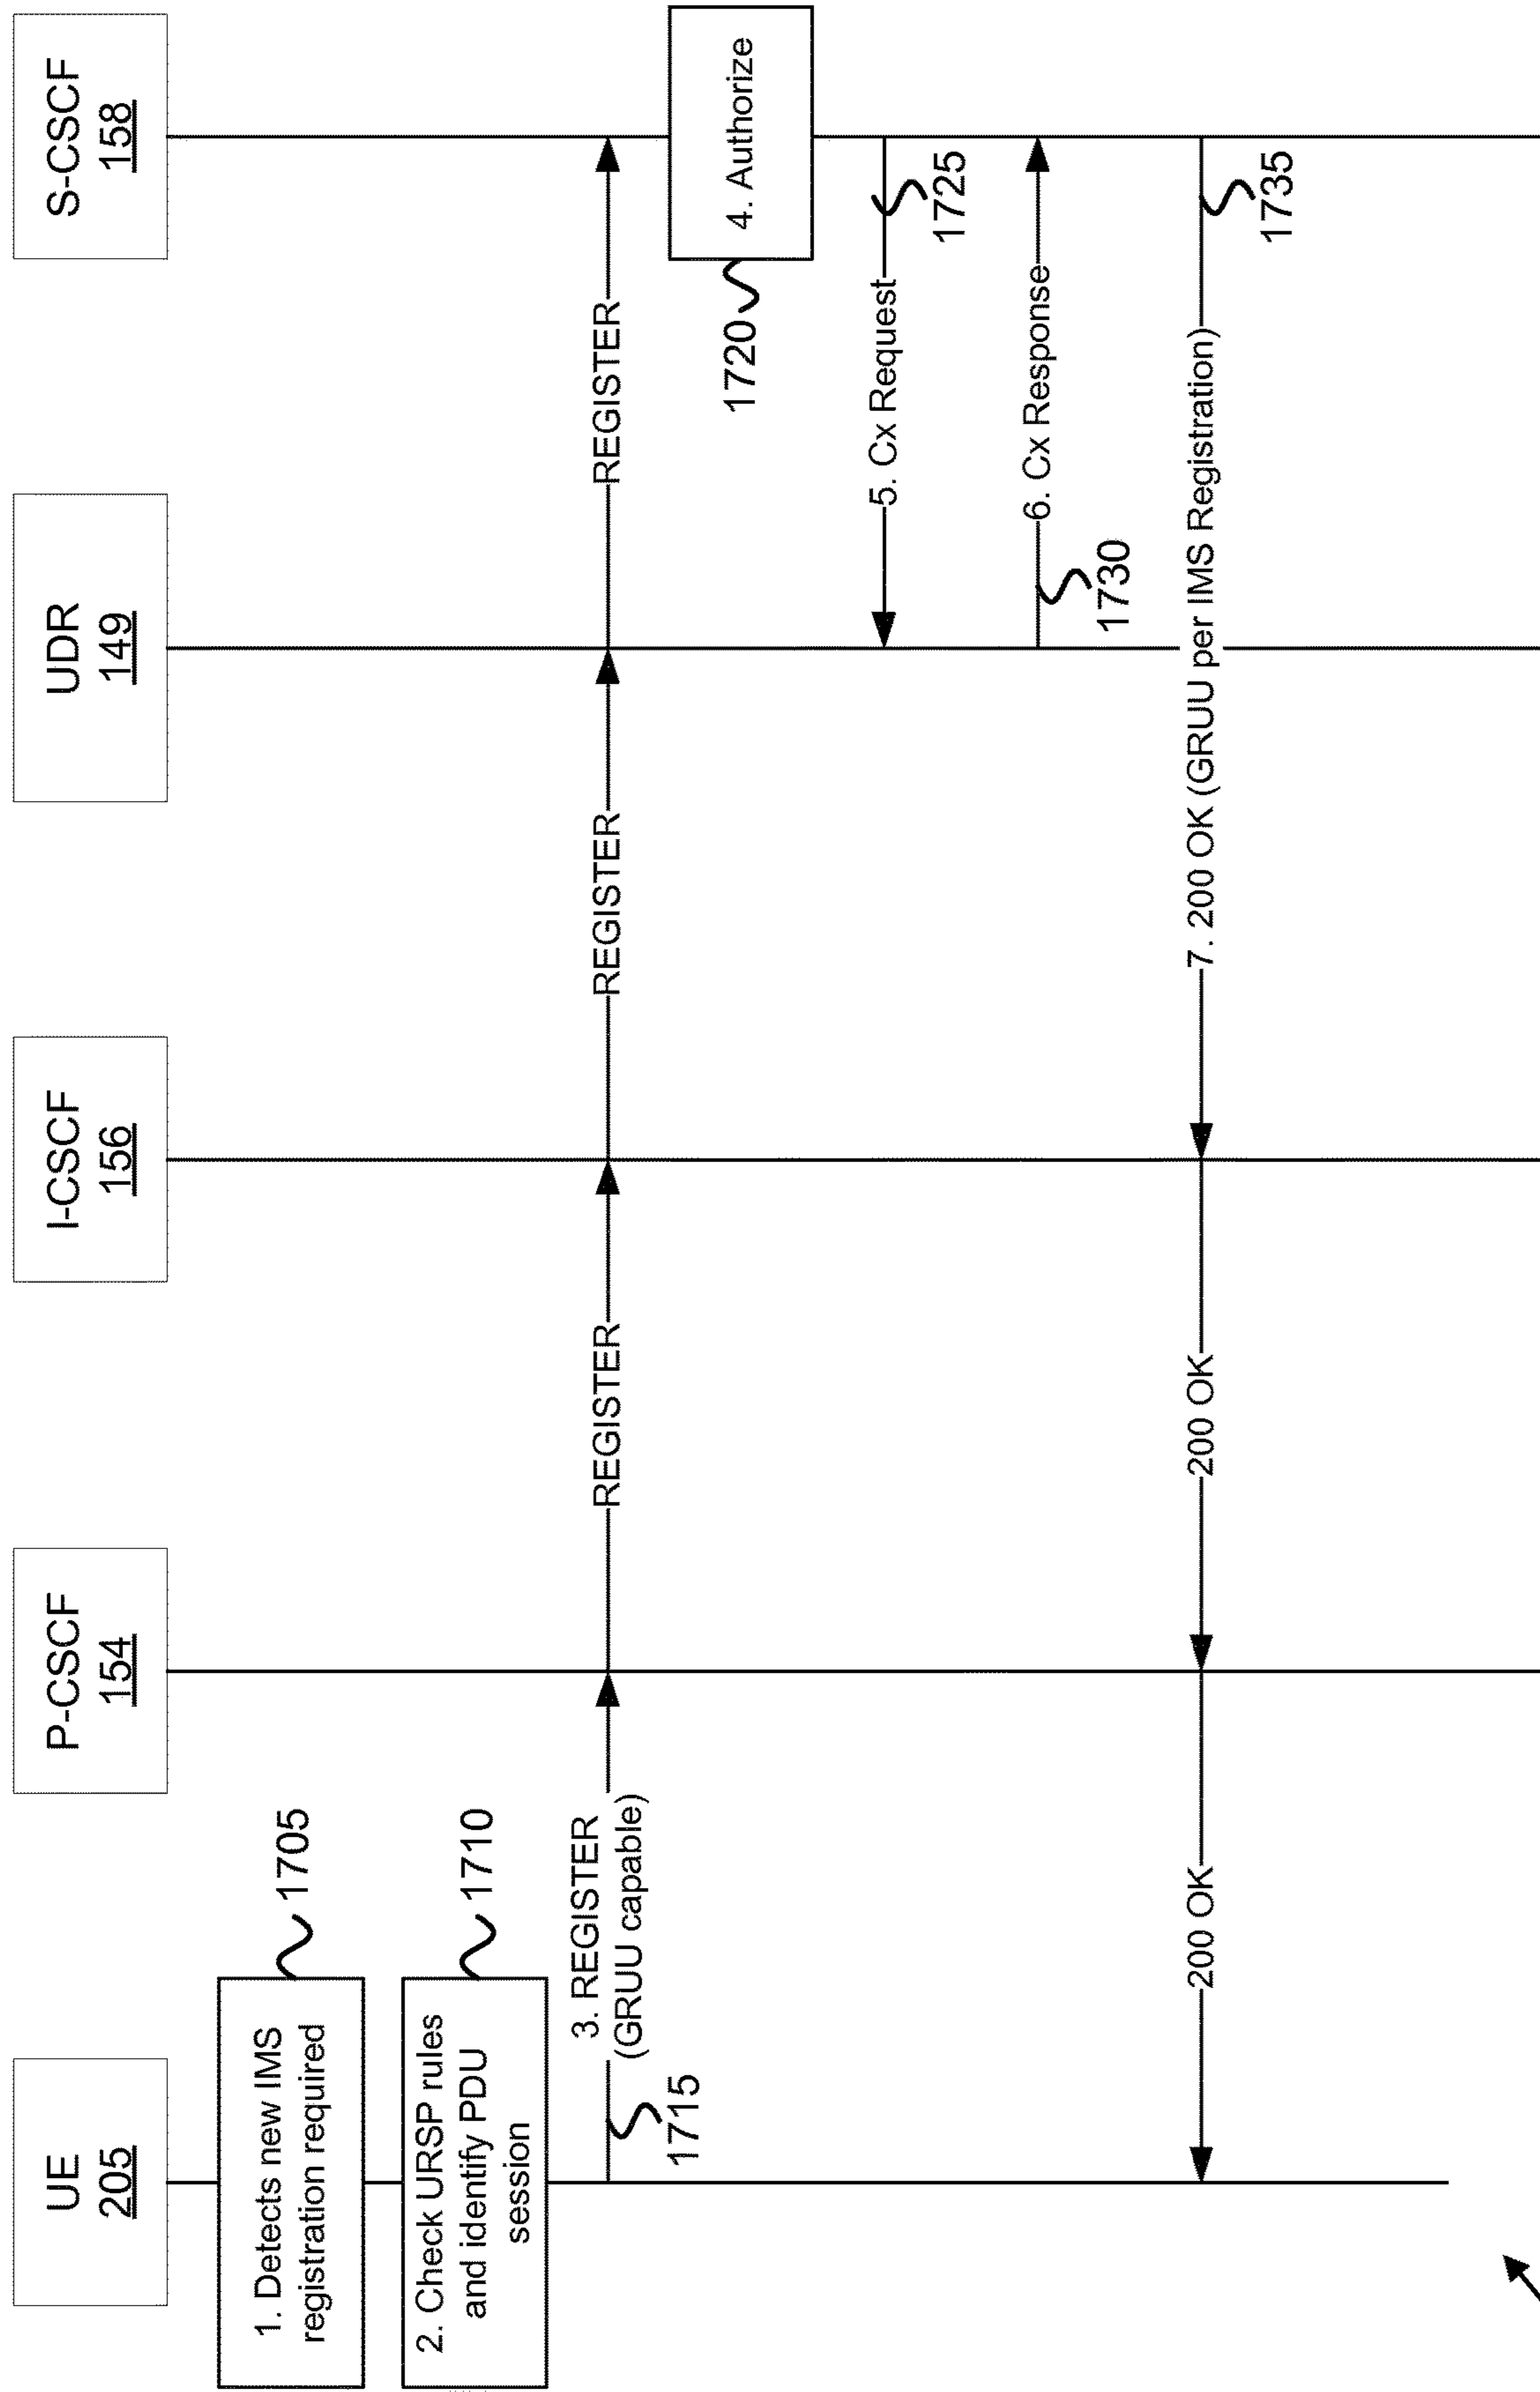 UE
205
P-CSCF
154
I-CSCF
156
UDR
149
S-CSCF
158
1. Detects new IMS
registration required
1705
2. Check URSP rules
and identify PDU
session
1710
3. REGISTER
(GRUU capable)
1715
REGISTER
REGISTER
REGISTER
4. Authorize
1720
5. Cx Request
1725
6. Cx Response
1730
7. 200 OK (GRUU per IMS Registration)
1735
200 OK
200 OK